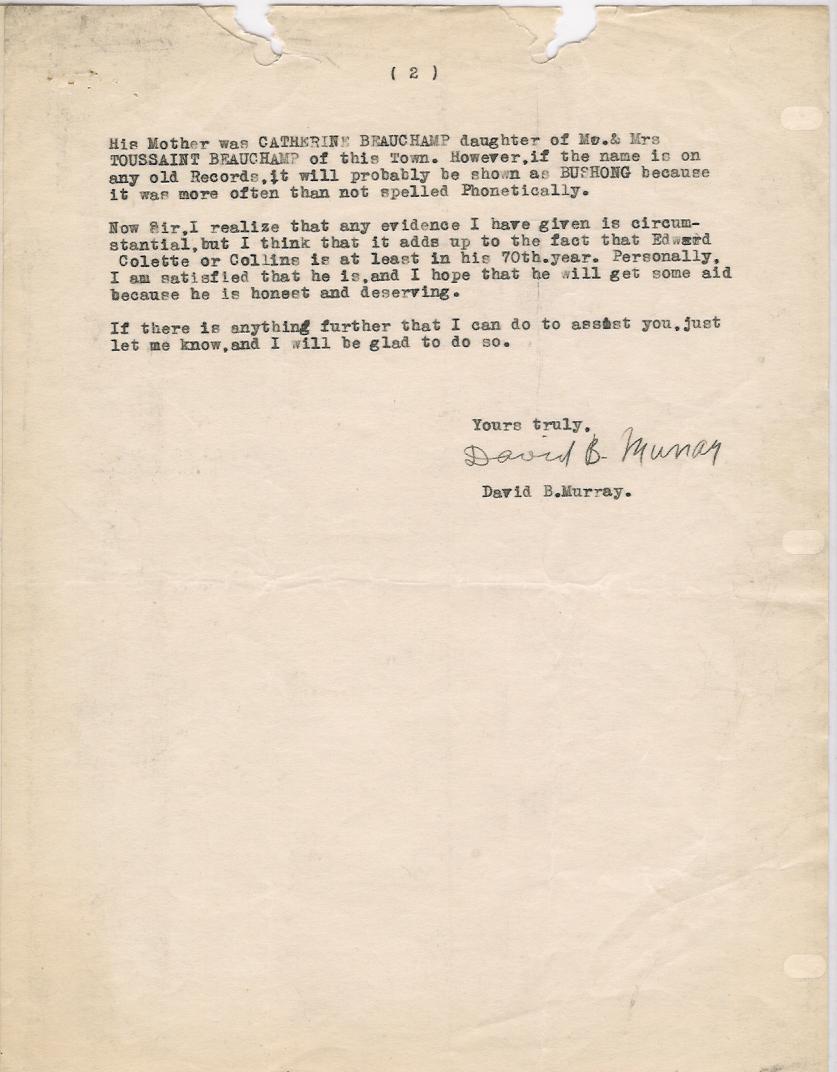 ( 2 )
His Mother was CATHERINE BEAUCHAMP daughter of Mr.& Mrs
TOUSSAINT BEAUCHAMP of this Town. However,if the name is on
any old Records,it will probably be shown as BUSHONG because
it was more often than not spelled Phonetically.
Now Sir,I realize that any evidence I have given is circum-
stantial,but I think that it adds up to the fact that Edward
Colette or Collins is at least in his 70th.year. Personally,
I am satisfied that he is,and I hope that he will get some aid
because he is honest and deserving.
If there is anything further that I can do to assist you,just
let me know,and I will be glad to do so.
Yours truly,
David B. Murray
David B.Murray.